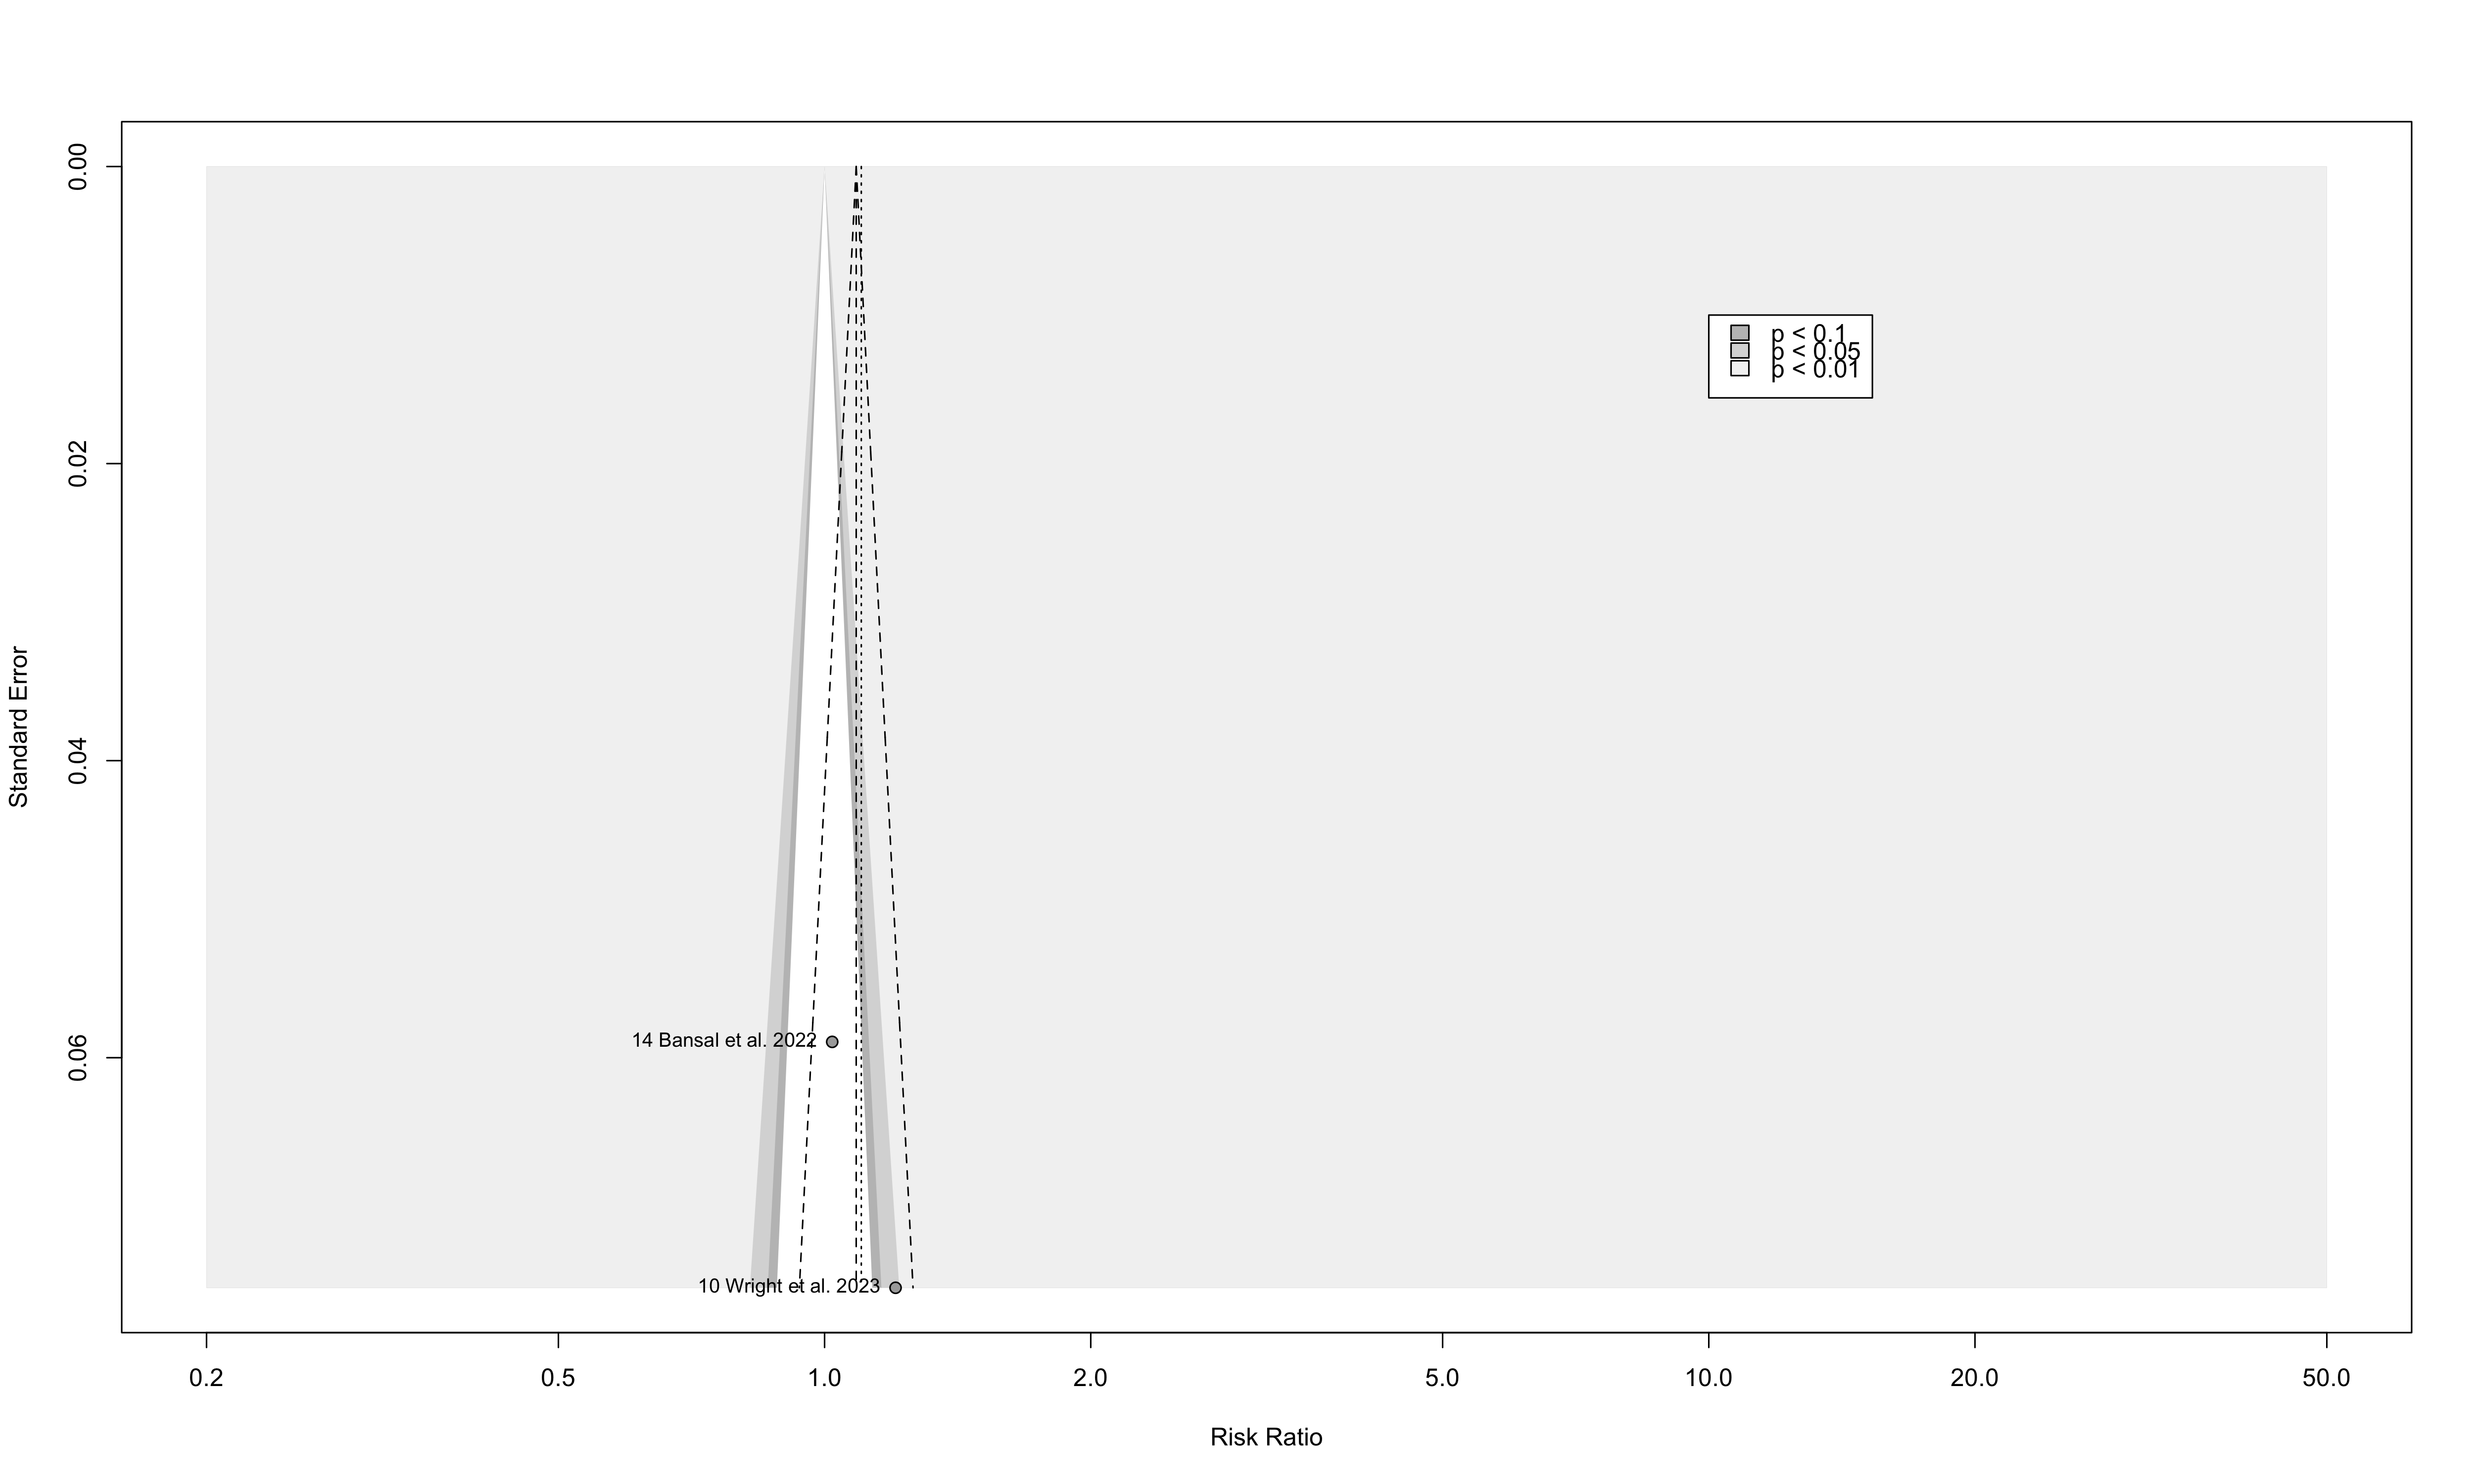 0.00
0.02
0.04
0.06
Standard Error
p < 0.1
p < 0.05
p < 0.01
14 Bansal et al. 2022
10 Wright et al. 2023
0.2 0.5 1.0 2.0 5.0 10.0 20.0 50.0
Risk Ratio